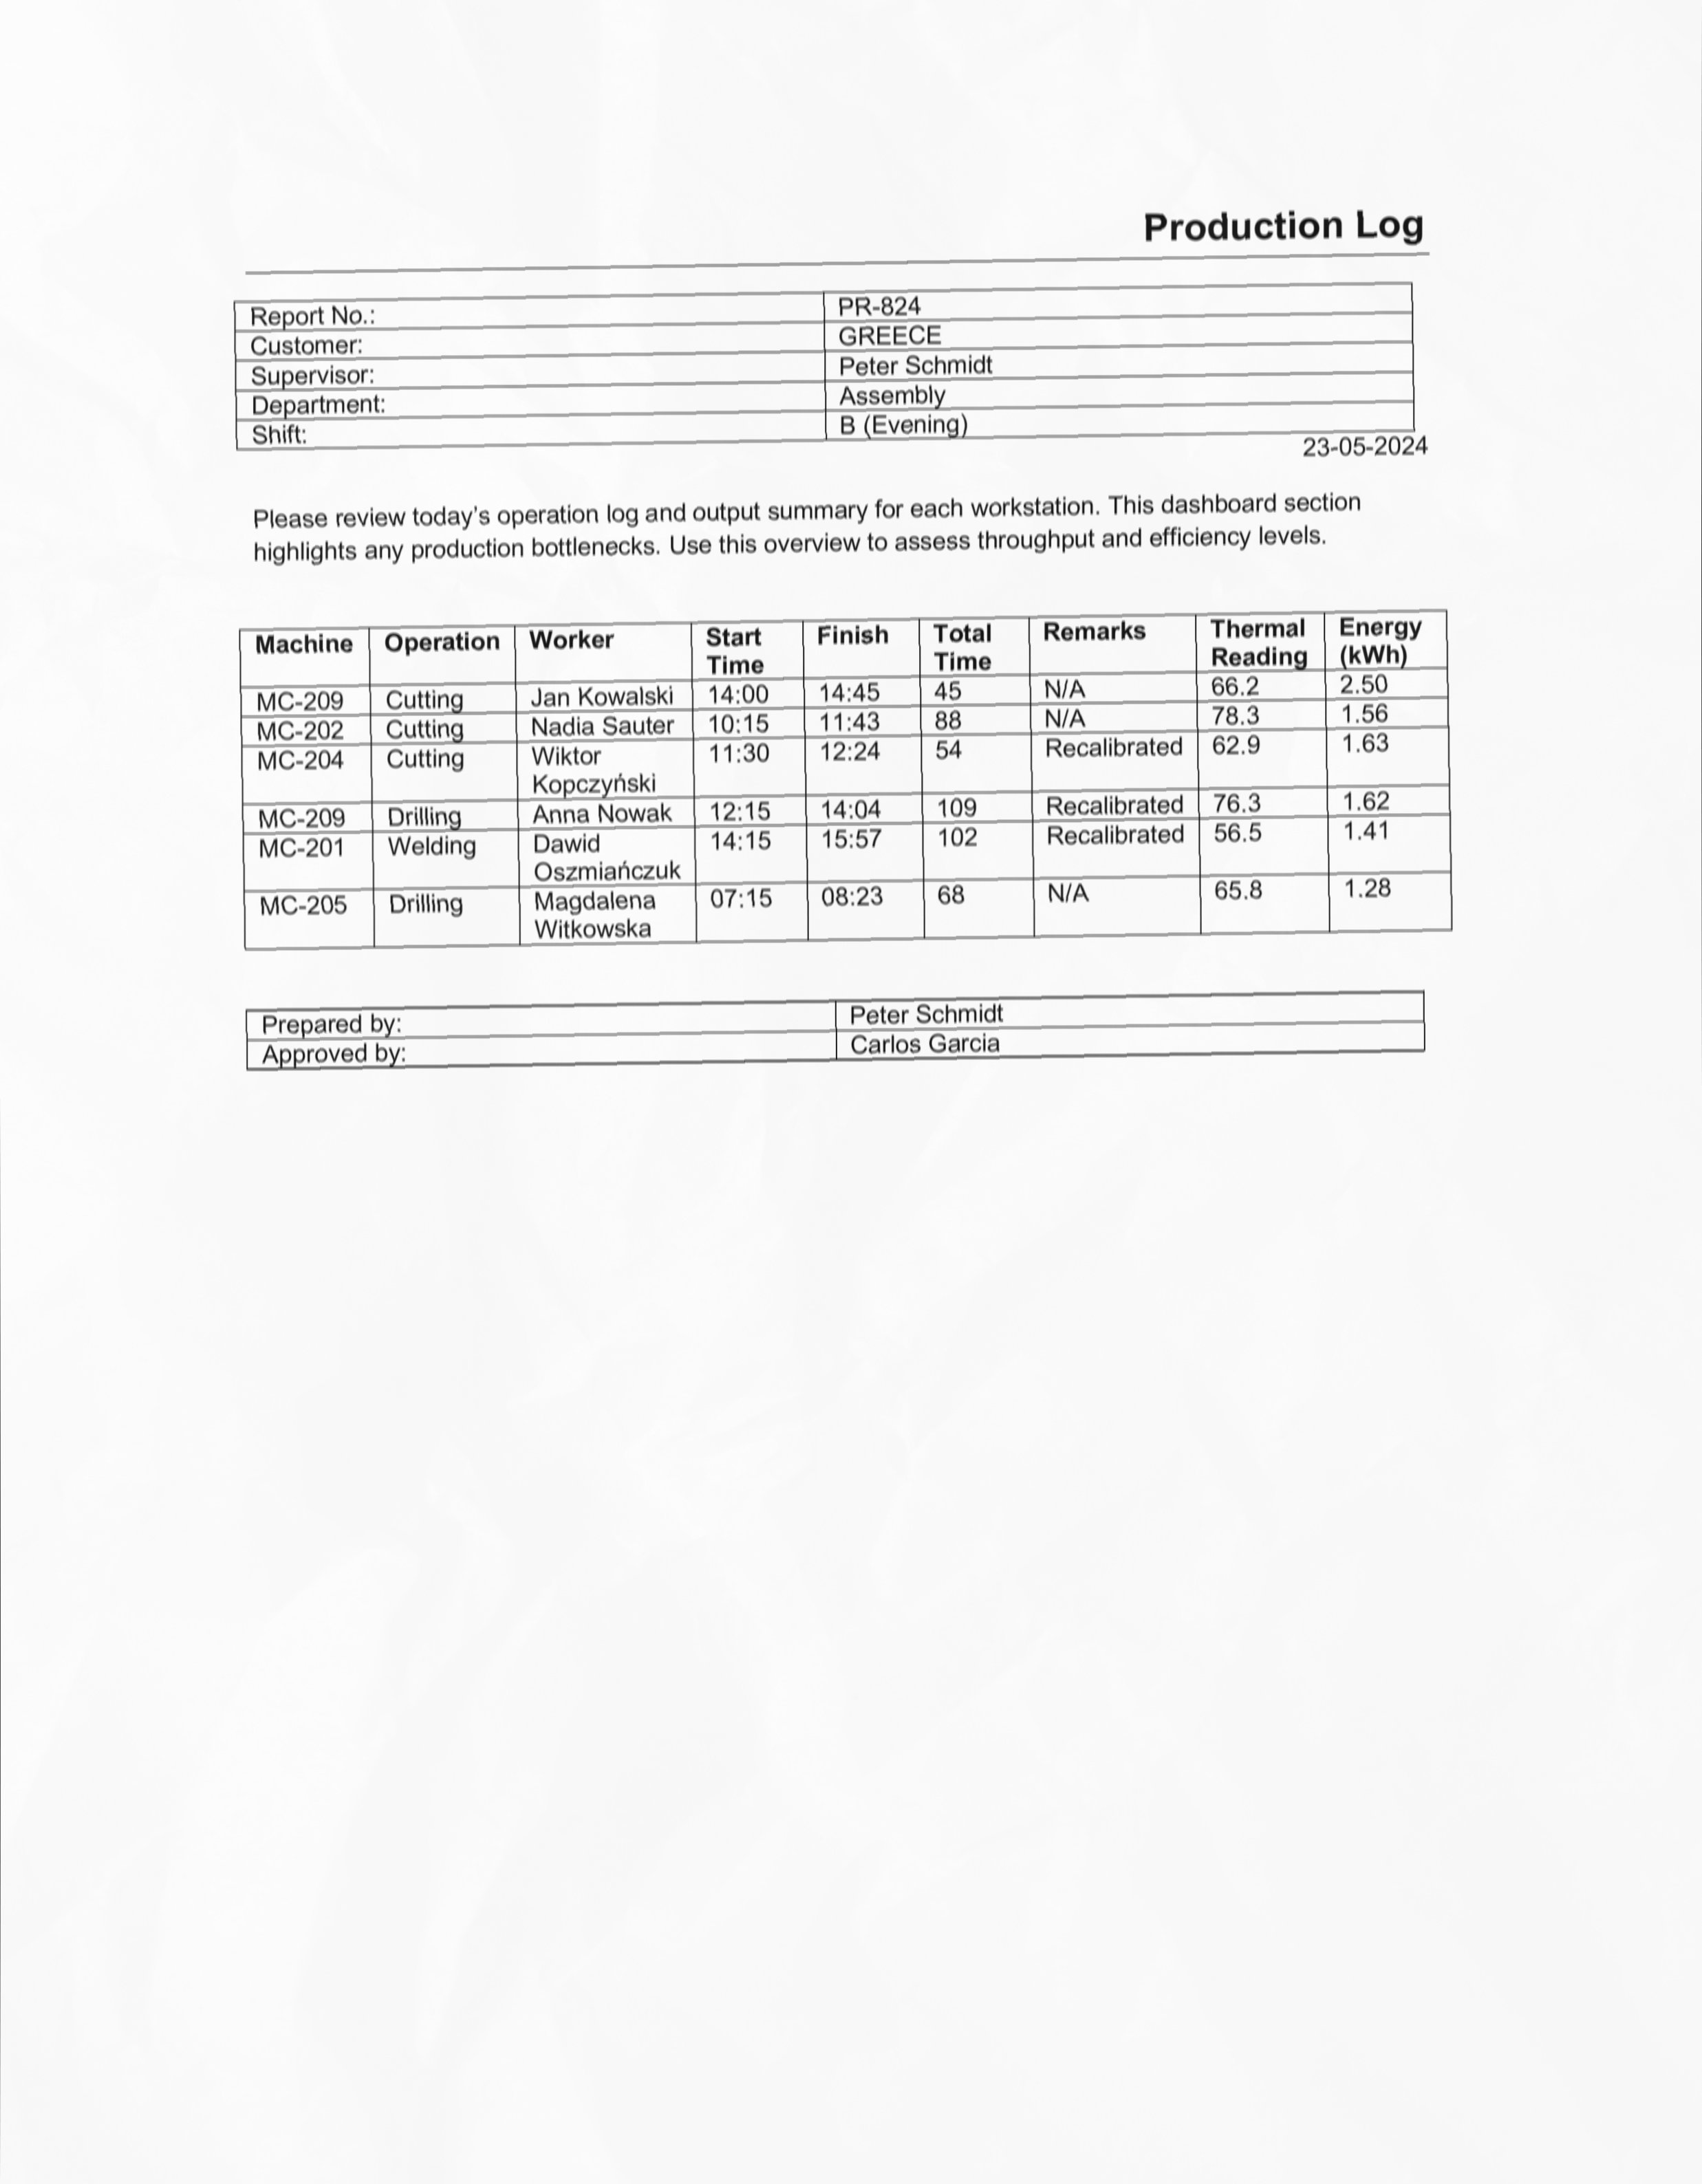 Production Log
Report No.: PR-824
Customer: GREECE
Supervisor: Peter Schmidt
Department: Assembly
Shift: B (Evening)
23-05-2024
Please review today's operation log and output summary for each workstation. This dashboard section
highlights any production bottlenecks. Use this overview to assess throughput and efficiency levels.
Machine Operation Worker Start Time Finish Total Time Remarks Thermal Reading Energy (kWh)
MC-209 Cutting Jan Kowalski 14:00 14:45 45 N/A 66.2 2.50
MC-202 Cutting Nadia Sauter 10:15 11:43 88 N/A 78.3 1.56
MC-204 Cutting Wiktor Kopczyński 11:30 12:24 54 Recalibrated 62.9 1.63
MC-209 Drilling Anna Nowak 12:15 14:04 109 Recalibrated 76.3 1.62
MC-201 Welding Dawid Oszmiańczuk 14:15 15:57 102 Recalibrated 56.5 1.41
MC-205 Drilling Magdalena Witkowska 07:15 08:23 68 N/A 65.8 1.28
Prepared by: Peter Schmidt
Approved by: Carlos Garcia